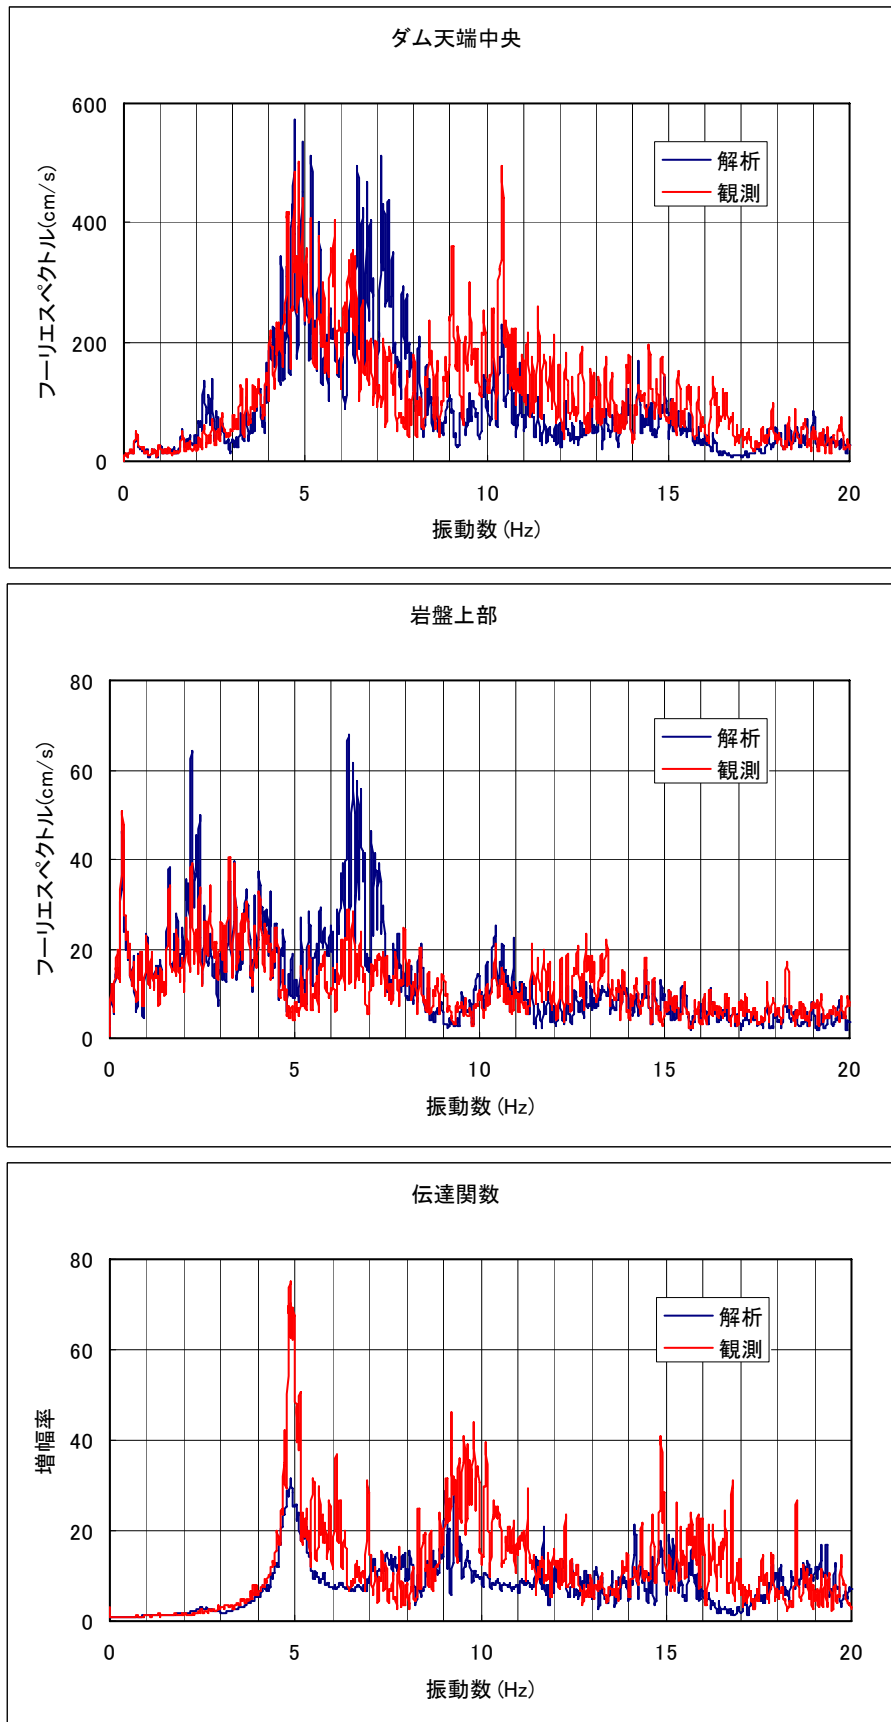 ダム天端中央
600
400
200
0
フーリエスペクトル(cm/s)
解析
観測
0 5 10 15 20
振動数(Hz)
岩盤上部
80
60
40
20
0
フーリエスペクトル(cm/s)
解析
観測
0 5 10 15 20
振動数(Hz)
伝達関数
80
60
40
20
0
増幅率
解析
観測
0 5 10 15 20
振動数(Hz)